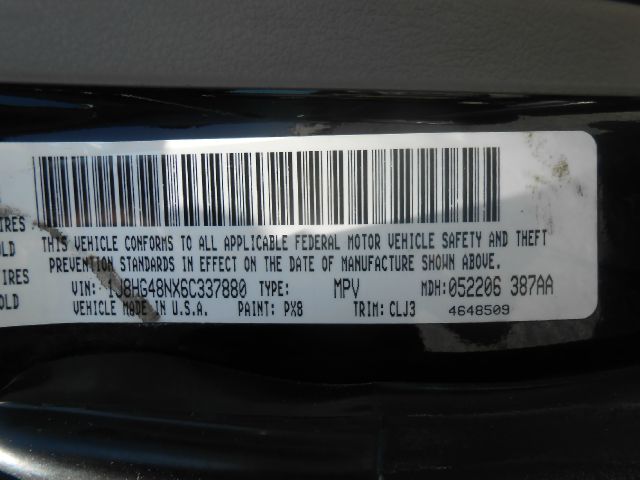 IRES
OLD
IRES
OLD
THIS VEHICLE CONFORMS TO ALL APPLICABLE FEDERAL MOTOR VEHICLE SAFETY AND THEFT
PREVENTION STANDARDS IN EFFECT ON THE DATE OF MANUFACTURE SHOWN ABOVE.
VIN: 1J8HG48NX6C337880 TYPE: MPV MDH: 052206 387AA
VEHICLE MADE IN U.S.A. PAINT: PX8 TRIM: CLJ3 4648509